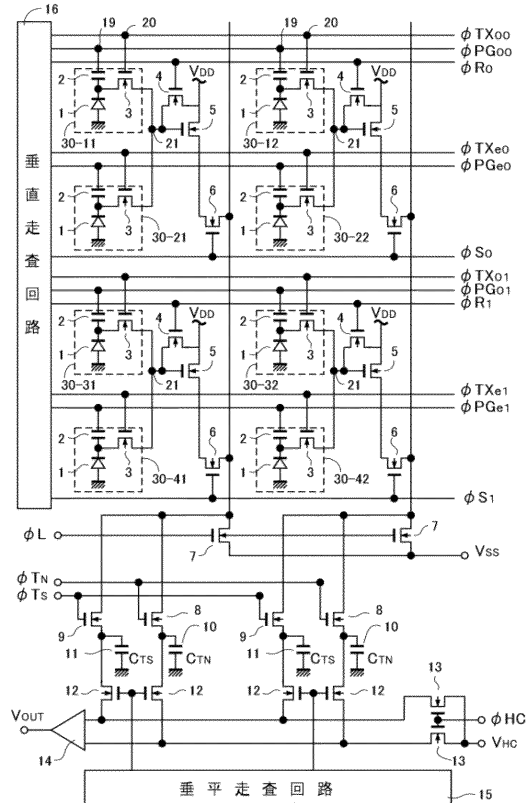 16
19
20
19
20
φTX00
φPG00
φR0
2
4
VDD
2
4
VDD
1
3
5
1
3
5
30-11
21
30-12
21
φTXe0
φPGe0
2
6
2
6
1
3
30-21
1
3
30-22
φS0
φTX01
φPG01
φR1
2
4
VDD
2
4
VDD
1
3
5
1
3
5
30-31
21
30-32
21
φTXe1
φPGe1
2
6
2
6
1
3
30-41
1
3
30-42
φS1
垂直走査回路
φL
7
7
VSS
φTN
φTS
9
8
9
8
11
CTS
10
CTN
11
CTS
10
CTN
12
12
12
12
13
φHC
VHC
13
VOUT
14
垂平走査回路
15